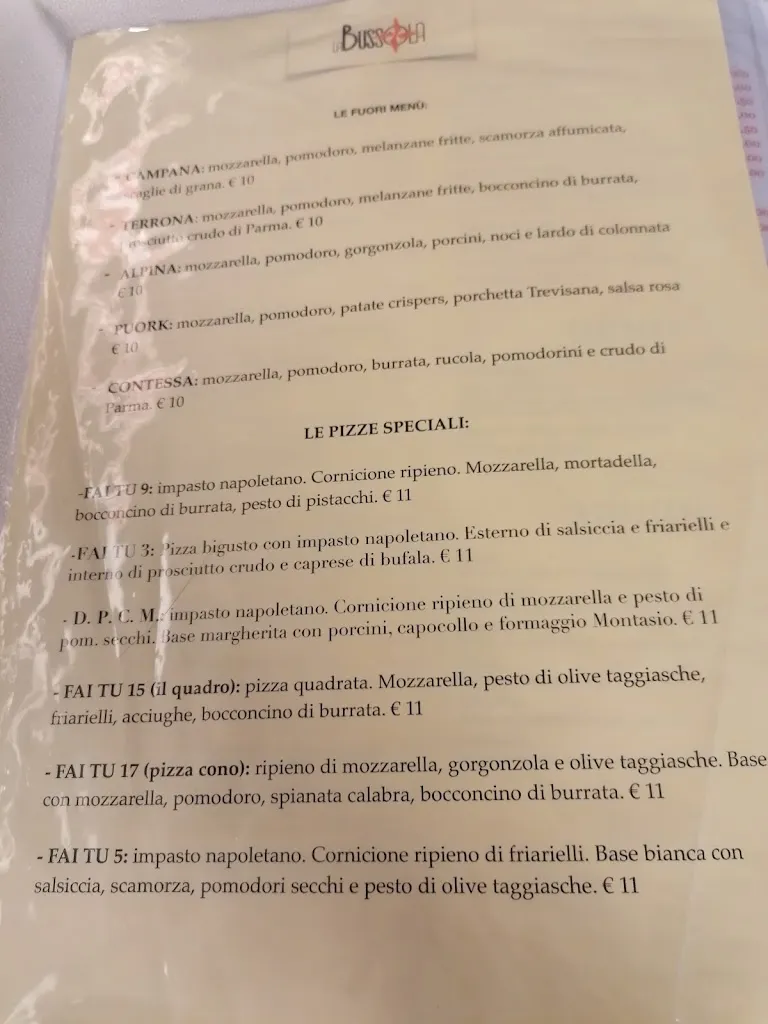 LA BUSSOLA
LE FUORI MENÙ:
- CAMPANA: mozzarella, pomodoro, melanzane fritte, scamorza affumicata,
scaglie di grana. € 10
- TERRONA: mozzarella, pomodoro, melanzane fritte, bocconcino di burrata,
prosciutto crudo di Parma. € 10
- ALPINA: mozzarella, pomodoro, gorgonzola, porcini, noci e lardo di colonnata
€ 10
- PUORK: mozzarella, pomodoro, patate crispers, porchetta Trevisana, salsa rosa
€ 10
- CONTESSA: mozzarella, pomodoro, burrata, rucola, pomodorini e crudo di
Parma. € 10
LE PIZZE SPECIALI:
-FAI TU 9: impasto napoletano. Cornicione ripieno. Mozzarella, mortadella,
bocconcino di burrata, pesto di pistacchi. € 11
-FAI TU 3: Pizza bigusto con impasto napoletano. Esterno di salsiccia e friarielli e
interno di prosciutto crudo e caprese di bufala. € 11
- D. P. C. M.: impasto napoletano. Cornicione ripieno di mozzarella e pesto di
pom. secchi. Base margherita con porcini, capocollo e formaggio Montasio. € 11
- FAI TU 15 (il quadro): pizza quadrata. Mozzarella, pesto di olive taggiasche,
friarielli, acciughe, bocconcino di burrata. € 11
- FAI TU 17 (pizza cono): ripieno di mozzarella, gorgonzola e olive taggiasche. Base
con mozzarella, pomodoro, spianata calabra, bocconcino di burrata. € 11
- FAI TU 5: impasto napoletano. Cornicione ripieno di friarielli. Base bianca con
salsiccia, scamorza, pomodori secchi e pesto di olive taggiasche. € 11